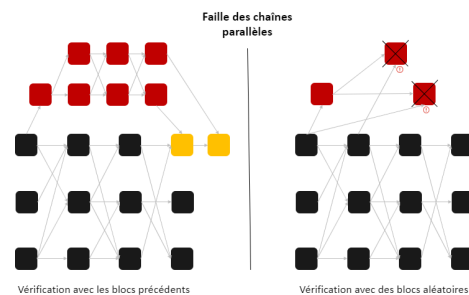 Faille des chaînes
parallèles
Vérification avec les blocs précédents
Vérification avec des blocs aléatoires